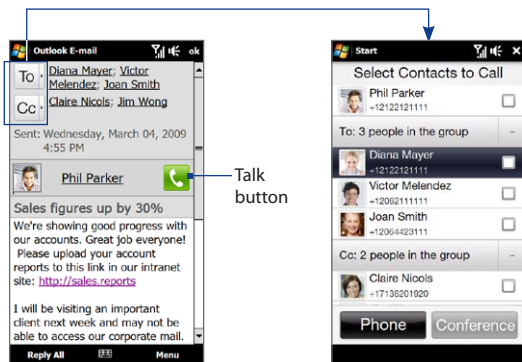 Outlook E-mail
ok
To
Diana Mayer; Victor
Melendez; Joan Smith
Cc
Claire Nicols; Jim Wong
Sent: Wednesday, March 04, 2009
4:55 PM
Phil Parker
Sales figures up by 30%
We're showing good progress with
our accounts. Great job everyone!
Please upload your account
reports to this link in our intranet
site: http://sales.reports
I will be visiting an important
client next week and may not be
able to access our corporate mail.
Reply All
Menu
Talk
button
Start
Select Contacts to Call
Phil Parker
+12122121111
To: 3 people in the group
Diana Mayer
+12122121111
Victor Melendez
+12062111111
Joan Smith
+12064423111
Cc: 2 people in the group
Claire Nicols
+17136201920
Phone
Conference